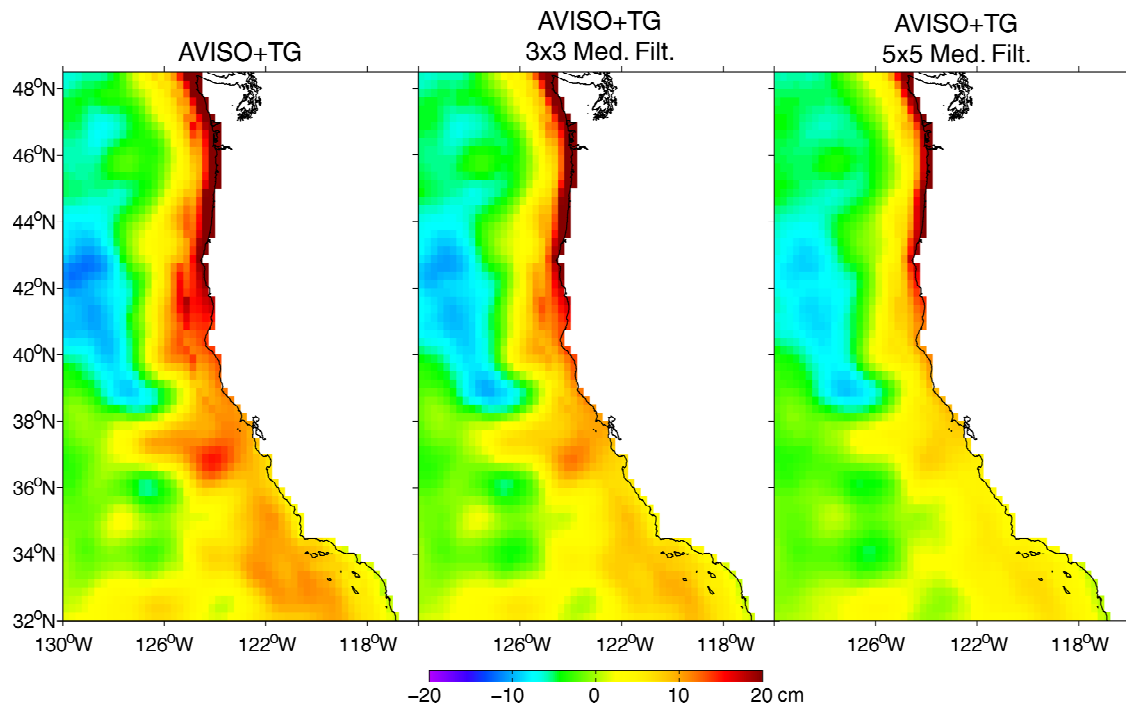 AVISO+TG
AVISO+TG
3x3 Med. Filt.
AVISO+TG
5x5 Med. Filt.
48°N
46°N
44°N
42°N
40°N
38°N
36°N
34°N
32°N
130°W 126°W 122°W 118°W 126°W 122°W 118°W 126°W 122°W 118°W
−20 −10 0 10 20 cm